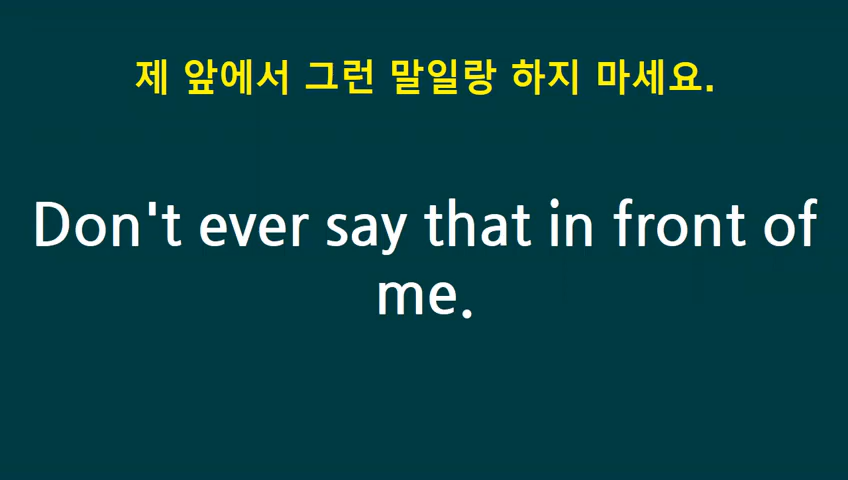 제 앞에서 그런 말일랑 하지 마세요.
Don't ever say that in front of
me.